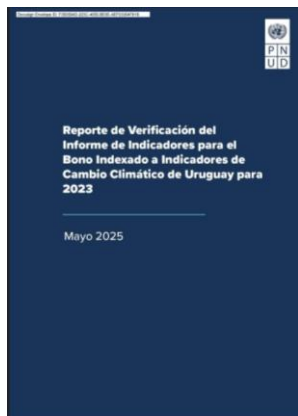 P N
U D
Reporte de Verificación del
Informe de Indicadores para el
Bono Indexado a Indicadores de
Cambio Climático de Uruguay para
2023
Mayo 2025